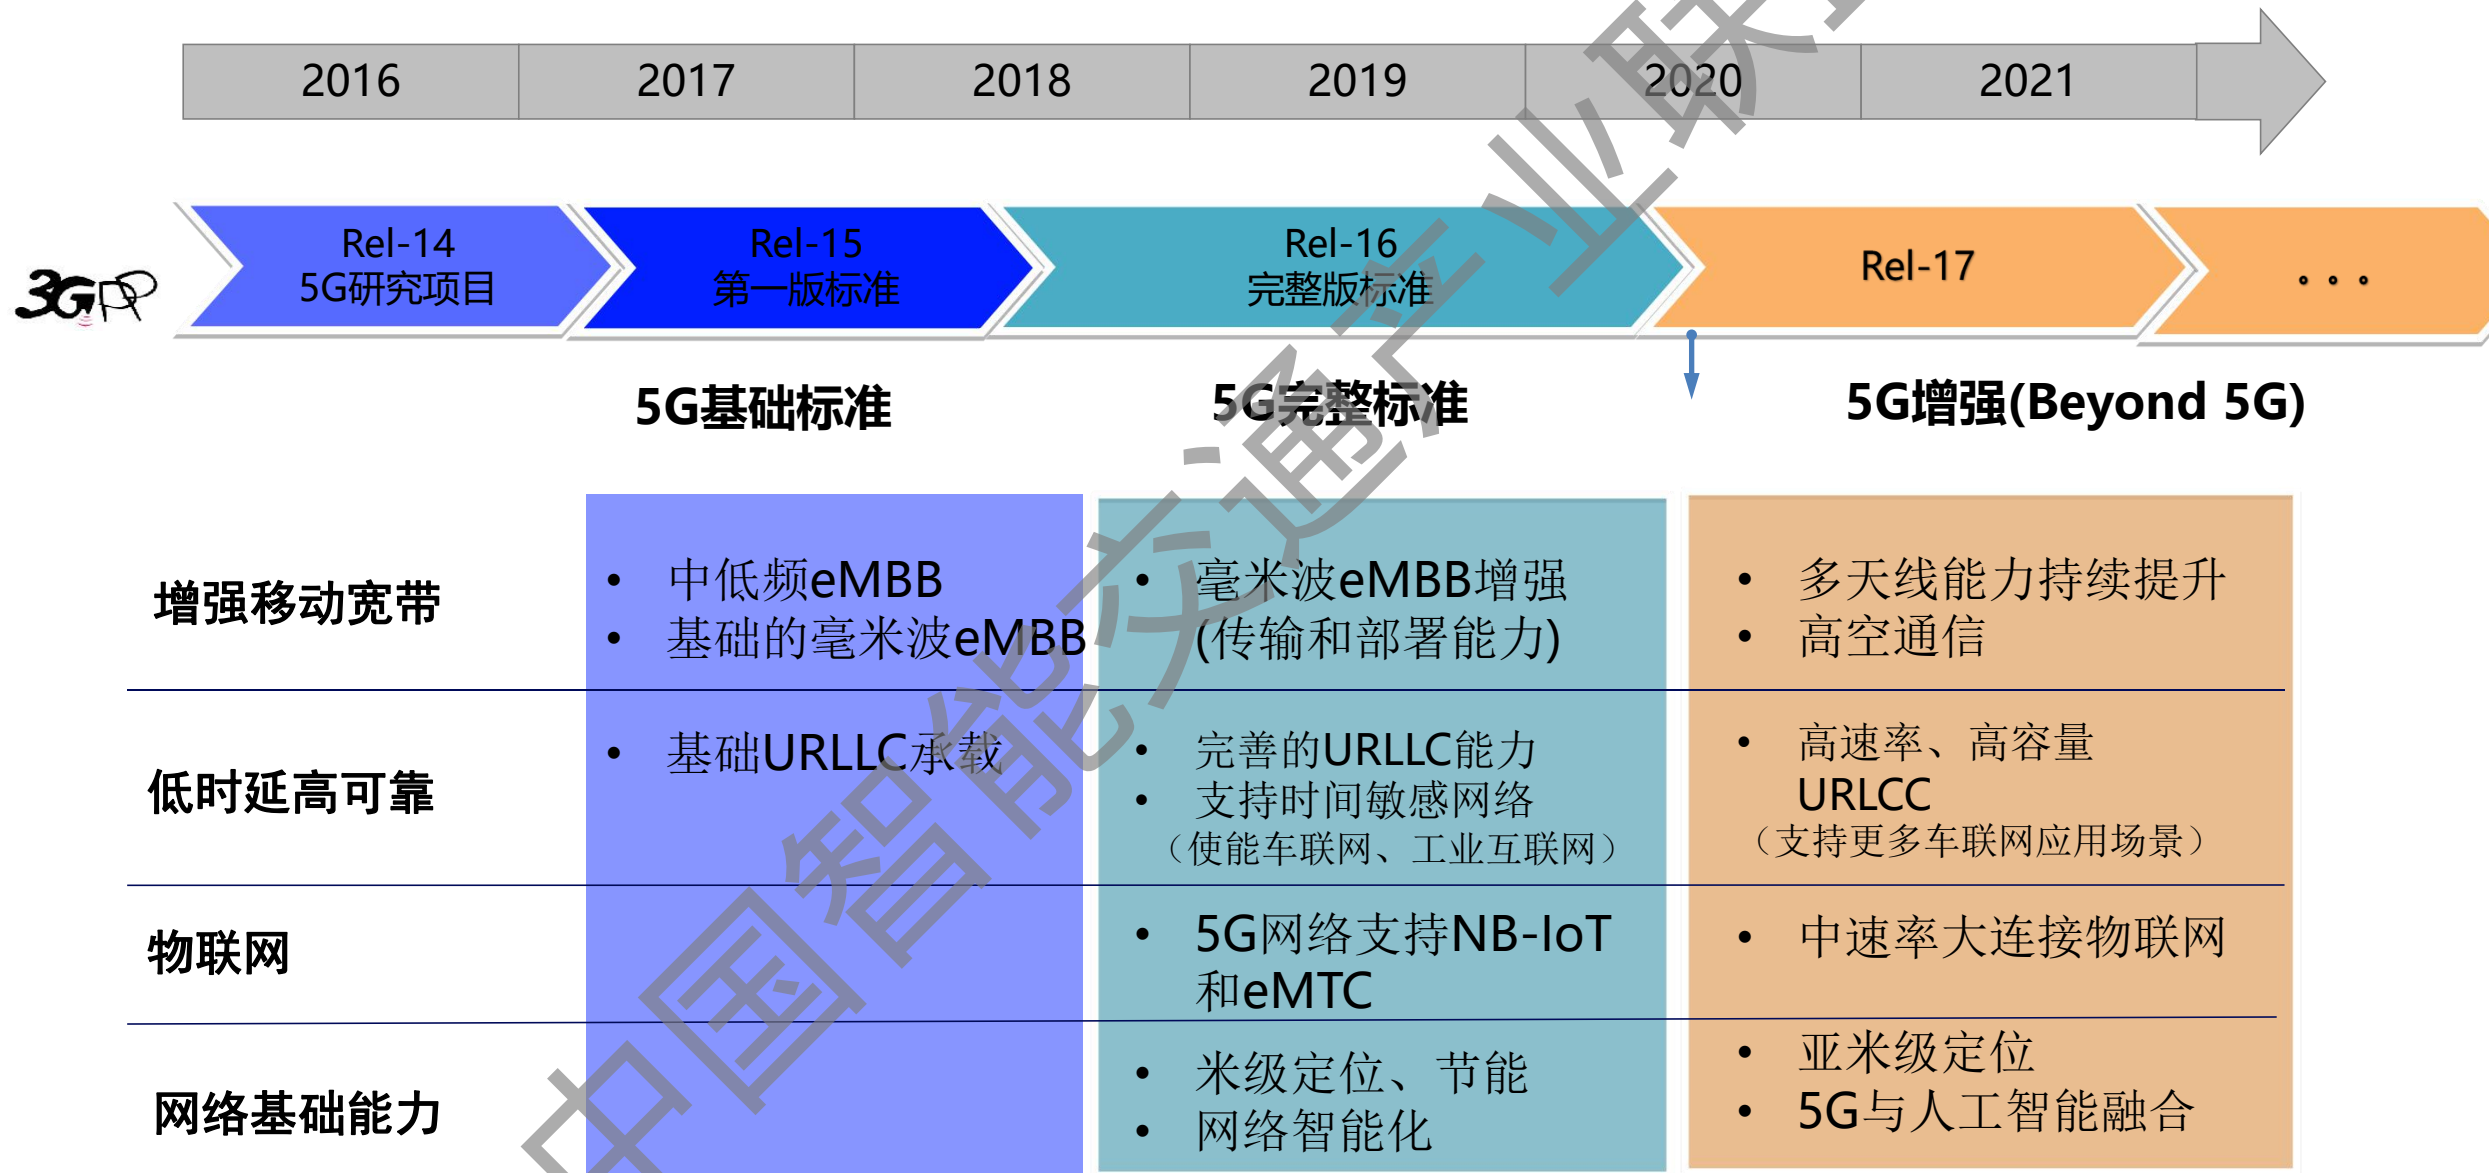 2016 2017 2018 2019 2020 2021
3GPP
Rel-14
5G研究项目
Rel-15
第一版标准
Rel-16
完整版标准
Rel-17
。。。
5G基础标准
5G完整标准
5G增强(Beyond 5G)
增强移动宽带
• 中低频eMBB
• 基础的毫米波eMBB
• 毫米波eMBB增强
(传输和部署能力)
• 多天线能力持续提升
• 高空通信
低时延高可靠
• 基础URLLC承载
• 完善的URLLC能力
• 支持时间敏感网络
（使能车联网、工业互联网）
• 高速率、高容量
URLCC
（支持更多车联网应用场景）
物联网
• 5G网络支持NB-IoT
和eMTC
• 中速率大连接物联网
网络基础能力
• 米级定位、节能
• 网络智能化
• 亚米级定位
• 5G与人工智能融合
中国智能交通产业联